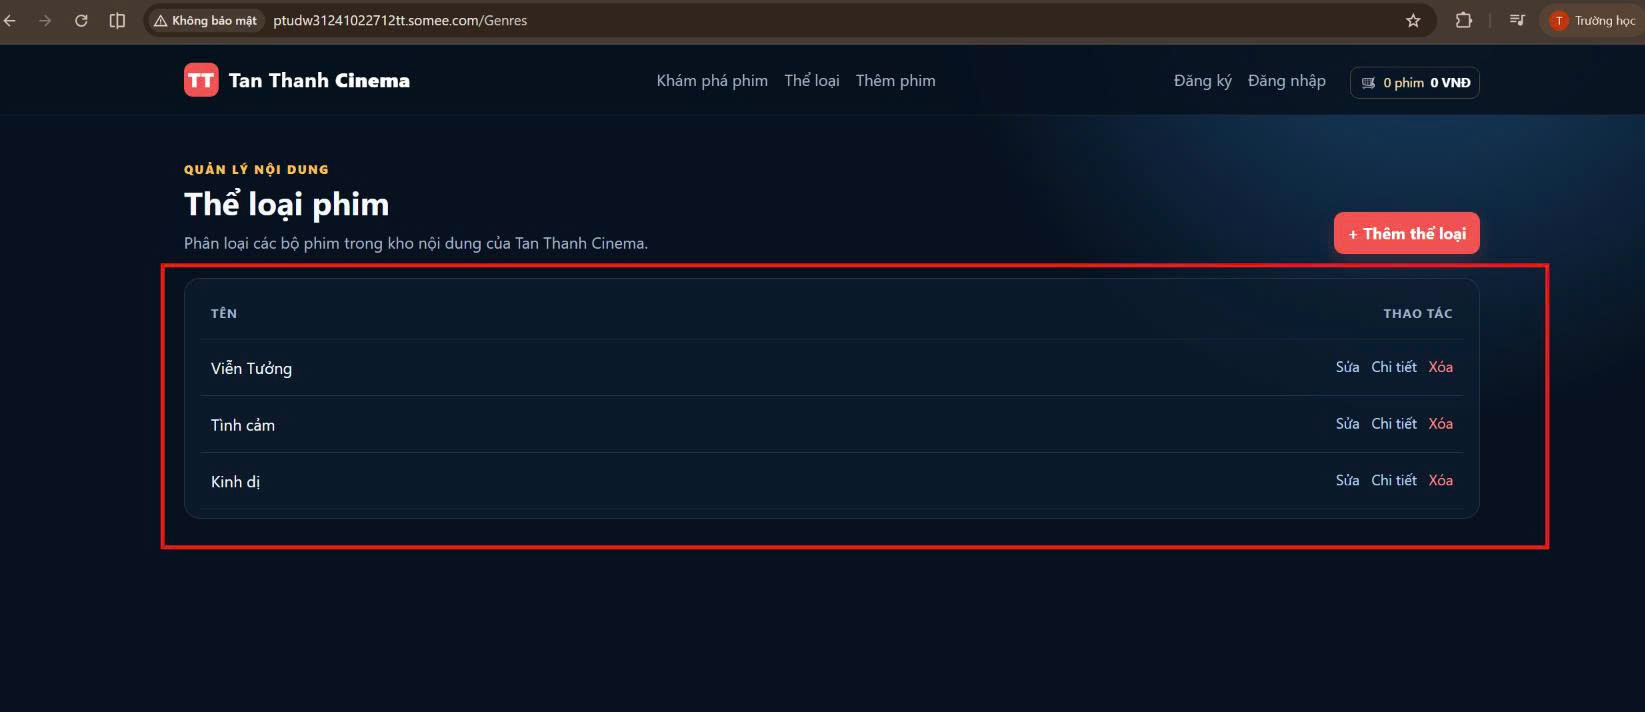 Không bảo mật ptudw31241022712tt.somee.com/Genres T Trường học
TT Tan Thanh Cinema Khám phá phim Thể loại Thêm phim Đăng ký Đăng nhập 0 phim 0 VNĐ
QUẢN LÝ NỘI DUNG
Thể loại phim
Phân loại các bộ phim trong kho nội dung của Tan Thanh Cinema.
+ Thêm thể loại
TÊN THAO TÁC
Viễn Tưởng Sửa Chi tiết Xóa
Tình cảm Sửa Chi tiết Xóa
Kinh dị Sửa Chi tiết Xóa